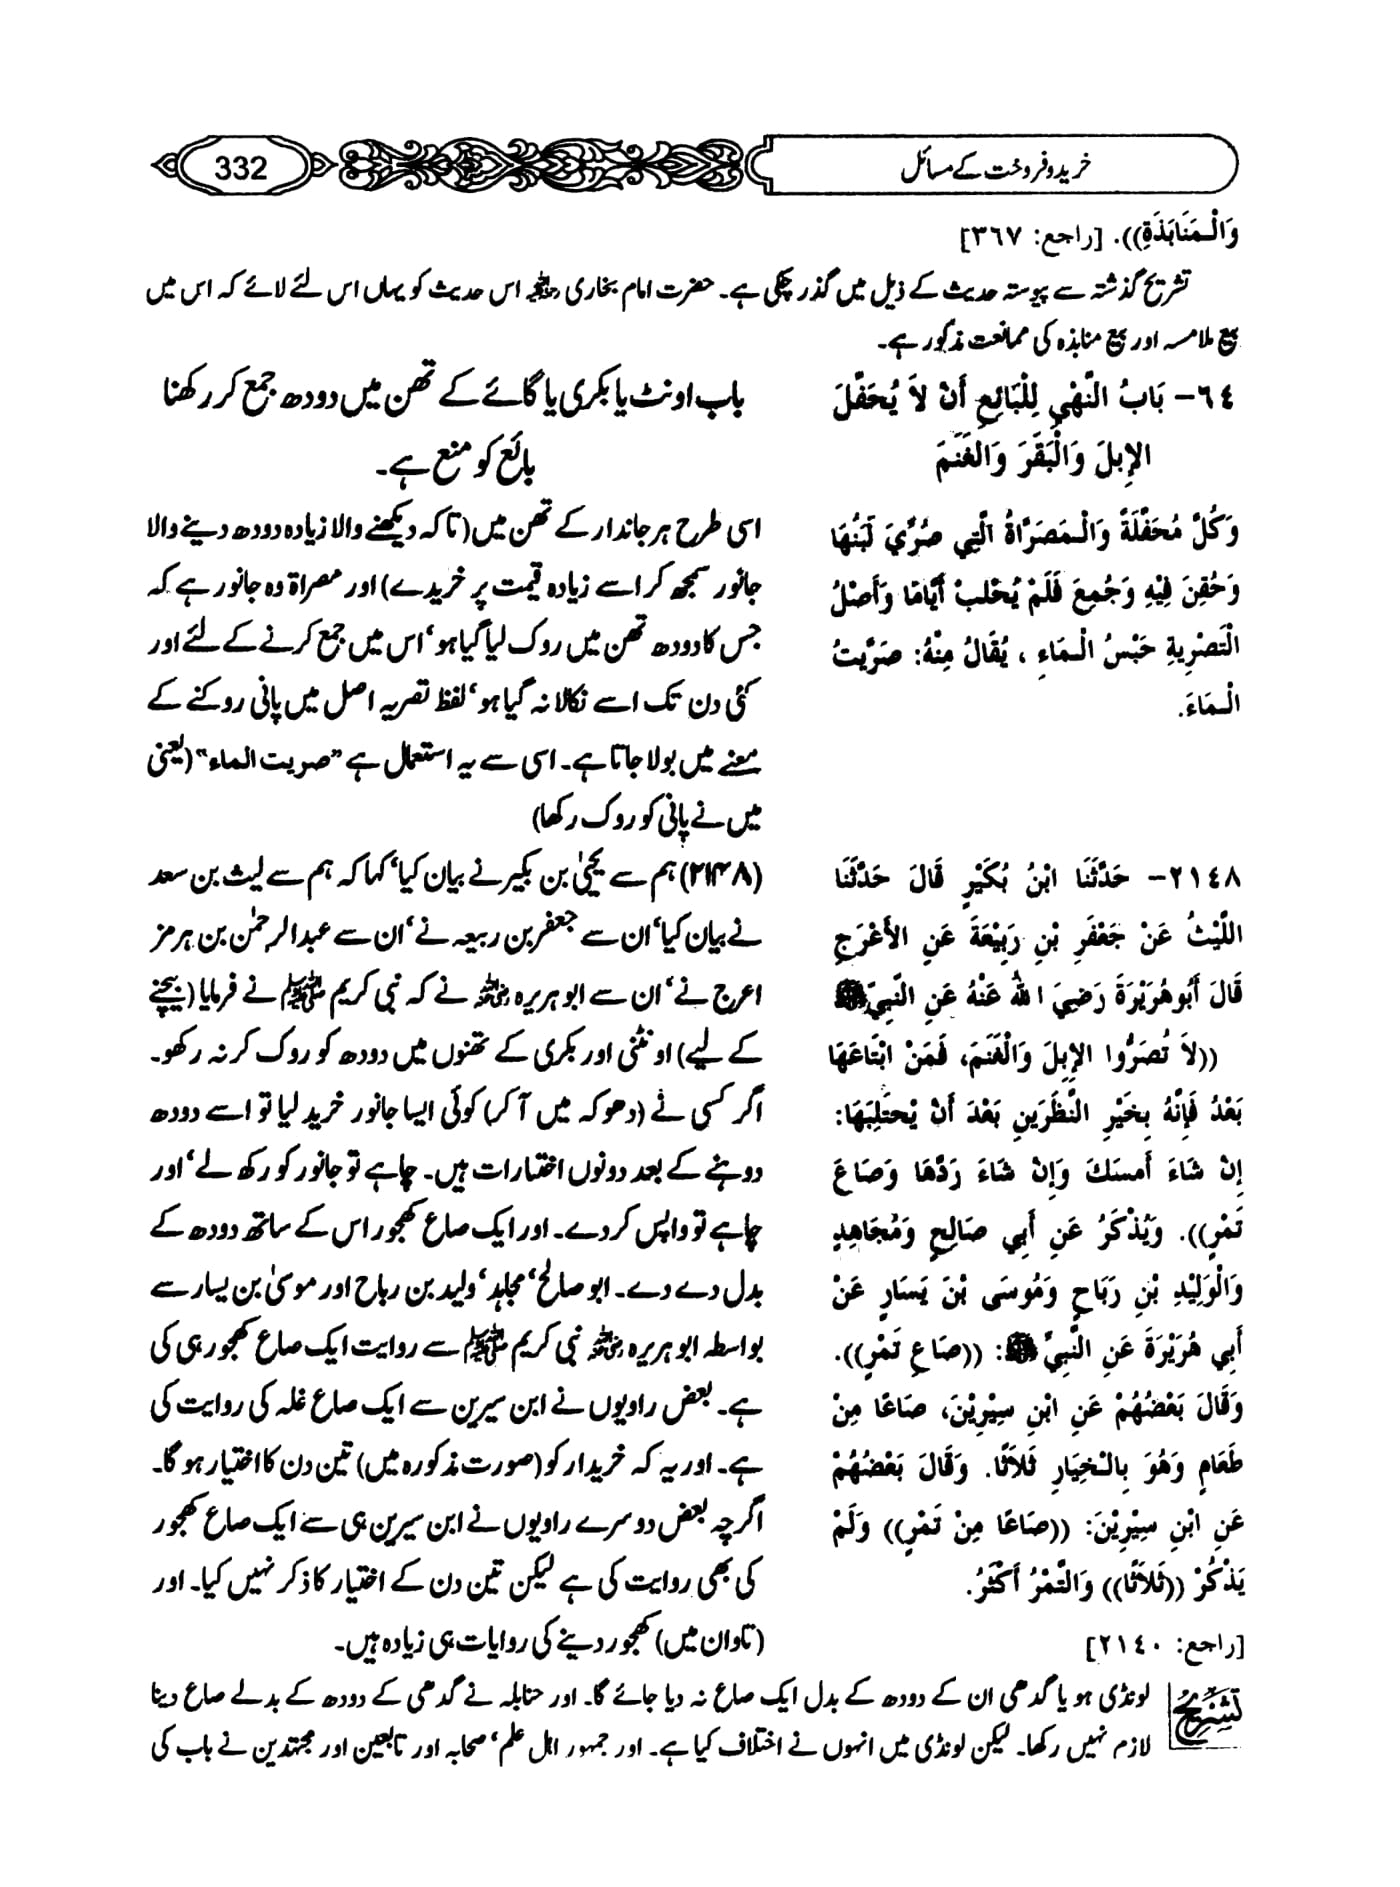 332
خرید و فروخت کے مسائل
وَالْمَنَابَذَةِ)). [راجع: ٣٦٧]
تشریح گذشتہ سے پیوستہ حدیث کے ذیل میں گذر چکی ہے۔ حضرت امام بخاری رحمۃ اللہ علیہ اس حدیث کو یہاں اس لئے لائے کہ اس میں
بیع ملامسہ اور بیع منابذہ کی ممانعت مذکور ہے۔
٦٤- بَابُ النَّهْيِ لِلْبَائِعِ أَنْ لاَ يُحَفِّلَ
الإِبِلَ وَالْبَقَرَ وَالغَنَمَ
وَكُلَّ مُحَفَّلَةٍ وَالْمُصَرَّاةُ الَّتِي صُرِّيَ لَبَنُهَا
وَحُقِنَ فِيْهِ وَجُمِعَ فَلَمْ يُحْلَبْ أَيَّامًا وَأَصْلُ
الْتَصْرِيةِ حَبْسُ الْمَاءِ ، يُقَالُ مِنْهُ: صَرَّيْتُ
الْمَاءَ.
٢١٤٨- حَدَّثَنَا ابْنُ بُكَيْرٍ قَالَ حَدَّثَنَا
اللَّيْثُ عَنْ جَعْفَرِ بْنِ رَبِيْعَةَ عَنِ الأَعْرَجِ
قَالَ أَبُو هُرَيْرَةَ رَضِيَ اللهُ عَنْهُ عَنِ النَّبِيِّ ﷺ
((لاَ تُصَرُّوا الإِبِلَ وَالْغَنَمَ، فَمَنْ ابْتَاعَهَا
بَعْدُ فَإِنَّهُ بِخَيْرِ النَّظَرَينِ بَعْدَ أَنْ يَحْتَلِبَهَا:
إِنْ شَاءَ أَمسَكَ وَإِنْ شَاءَ رَدَّهَا وَصَاعَ
تَمْرٍ)). وَيُذْكَرُ عَنِ أَبِي صَالِحٍ وَمُجَاهِدٍ
وَالْوَلِيْدِ بْنِ رَبَاحٍ وَمُوسَى بْنِ يَسَارٍ عَنْ
أَبِي هُرَيْرَةَ عَنِ النَّبِيِّ ﷺ: ((صَاعِ تَمْرٍ)).
وَقَالَ بَعْضُهُمْ عَنِ ابْنِ سِيْرِيْنَ، صَاعًا مِنْ
طَعَامٍ وَهُوَ بِالْخِيَارِ ثَلاَثًا. وَقَالَ بَعْضُهُمْ
عَنِ ابْنِ سِيْرِيْنَ: ((صَاعًا مِنْ تَمْرٍ)) وَلَمْ
يَذْكُرْ ((ثَلاَثًا)) وَالتَّمْرُ أَكْثَرُ.
[راجع: ٢١٤٠]
باب اونٹ یا بکری یا گائے کے تھن میں دودھ جمع کر رکھنا
بائع کو منع ہے۔
اسی طرح ہر جاندار کے تھن میں (تاکہ دیکھنے والا زیادہ دودھ دینے والا
جانور سمجھ کر اسے زیادہ قیمت پر خریدے) اور مصراۃ وہ جانور ہے کہ
جس کا دودھ تھن میں روک لیا گیا ہو‘ اس میں جمع کرنے کے لئے اور
کئی دن تک اسے نکالا نہ گیا ہو‘ لفظ تصریہ اصل میں پانی روکنے کے
معنے میں بولا جاتا ہے۔ اسی سے یہ استعمال ہے ”صریت الماء“ (یعنی
میں نے پانی کو روک رکھا)
(۲۱۴۸) ہم سے یحییٰ بن بکیر نے بیان کیا‘ کہا کہ ہم سے لیث بن سعد
نے بیان کیا‘ ان سے جعفر بن ربیعہ نے‘ ان سے عبدالرحمٰن بن ہرمز
اعرج نے‘ ان سے ابو ہریرہ رضی اللہ عنہ نے کہ نبی کریم ﷺ نے فرمایا (بیچنے
کے لیے) اونٹنی اور بکری کے تھنوں میں دودھ کو روک کر نہ رکھو۔
اگر کسی نے (دھوکہ میں آ کر) کوئی ایسا جانور خرید لیا تو اسے دودھ
دوہنے کے بعد دونوں اختیارات ہیں۔ چاہے تو جانور کو رکھ لے‘ اور
چاہے تو واپس کر دے۔ اور ایک صاع کھجور اس کے ساتھ دودھ کے
بدل دے دے۔ ابو صالح‘ مجاہد‘ ولید بن رباح اور موسیٰ بن یسار سے
بواسطہ ابو ہریرہ رضی اللہ عنہ نبی کریم ﷺ سے روایت ایک صاع کھجور ہی کی
ہے۔ بعض راویوں نے ابن سیرین سے ایک صاع غلہ کی روایت کی
ہے۔ اور یہ کہ خریدار کو (صورت مذکورہ میں) تین دن کا اختیار ہو گا۔
اگرچہ بعض دوسرے راویوں نے ابن سیرین ہی سے ایک صاع کھجور
کی بھی روایت کی ہے لیکن تین دن کے اختیار کا ذکر نہیں کیا۔ اور
(تاوان میں) کھجور دینے کی روایات ہی زیادہ ہیں۔
تشریح لونڈی ہو یا گدھی ان کے دودھ کے بدل ایک صاع نہ دیا جائے گا۔ اور حنابلہ نے گدھی کے دودھ کے بدلے صاع دینا
لازم نہیں رکھا۔ لیکن لونڈی میں انہوں نے اختلاف کیا ہے۔ اور جمہور اہل علم‘ صحابہ اور تابعین اور مجتہدین نے باب کی